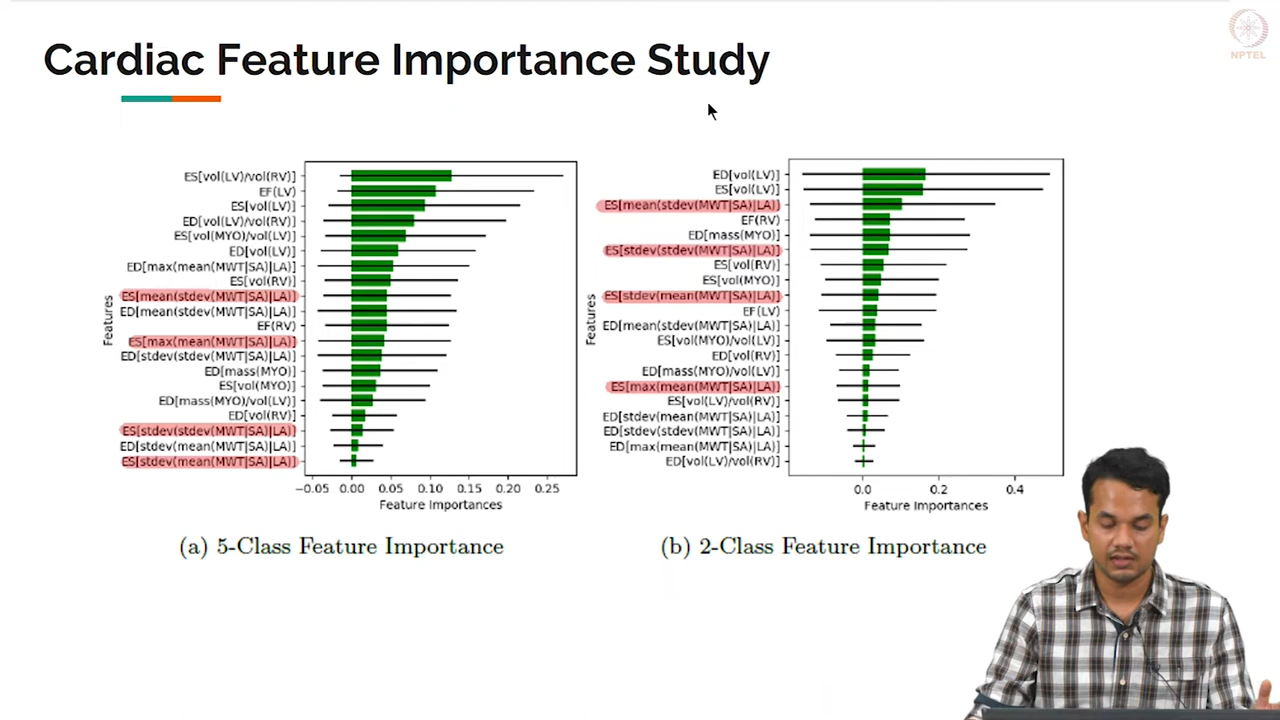 NPTEL
Cardiac Feature Importance Study
Features
ES[vol(LV)/vol(RV)]
EF(LV)
ES[vol(LV)]
ED[vol(LV)/vol(RV)]
ES[vol(MYO)/vol(LV)]
ED[vol(LV)]
ED[max(mean(MWT|SA)|LA)]
ES[vol(RV)]
ES[mean(stdev(MWT|SA)|LA)]
ED[mean(stdev(MWT|SA)|LA)]
EF(RV)
ES[max(mean(MWT|SA)|LA)]
ED[stdev(stdev(MWT|SA)|LA)]
ED[mass(MYO)]
ES[vol(MYO)]
ED[mass(MYO)/vol(LV)]
ED[vol(RV)]
ES[stdev(stdev(MWT|SA)|LA)]
ED[stdev(mean(MWT|SA)|LA)]
ES[stdev(mean(MWT|SA)|LA)]
−0.05 0.00 0.05 0.10 0.15 0.20 0.25
Feature Importances
(a) 5-Class Feature Importance
Features
ED[vol(LV)]
ES[vol(LV)]
ES[mean(stdev(MWT|SA)|LA)]
EF(RV)
ED[mass(MYO)]
ES[stdev(stdev(MWT|SA)|LA)]
ES[vol(RV)]
ES[vol(MYO)]
ES[stdev(mean(MWT|SA)|LA)]
EF(LV)
ED[mean(stdev(MWT|SA)|LA)]
ES[vol(MYO)/vol(LV)]
ED[vol(RV)]
ED[mass(MYO)/vol(LV)]
ES[max(mean(MWT|SA)|LA)]
ES[vol(LV)/vol(RV)]
ED[stdev(mean(MWT|SA)|LA)]
ED[stdev(stdev(MWT|SA)|LA)]
ED[max(mean(MWT|SA)|LA)]
ED[vol(LV)/vol(RV)]
0.0 0.2 0.4
Feature Importances
(b) 2-Class Feature Importance